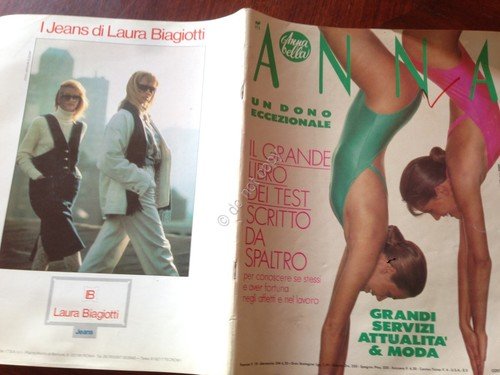 I Jeans di Laura Biagiotti
B
Laura Biagiotti
Jeans
Anna
bella
ANNA
UN DONO
ECCEZIONALE
IL GRANDE
LIBRO
DEI TEST
SCRITTO
DA
SPALTRO
per conoscere se stessi
e aver fortuna
negli affetti e nel lavoro
GRANDI
SERVIZI
ATTUALITA'
& MODA